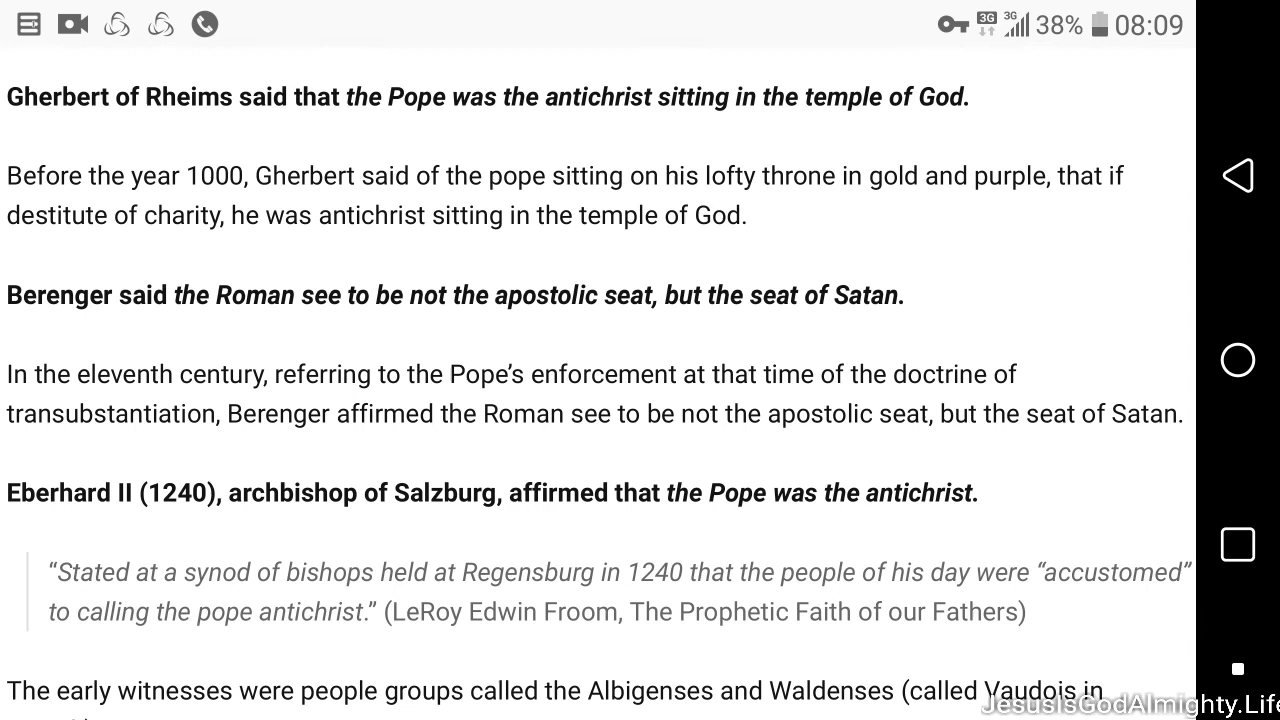 3G 3G 38% 08:09
Gherbert of Rheims said that the Pope was the antichrist sitting in the temple of God.
Before the year 1000, Gherbert said of the pope sitting on his lofty throne in gold and purple, that if
destitute of charity, he was antichrist sitting in the temple of God.
Berenger said the Roman see to be not the apostolic seat, but the seat of Satan.
In the eleventh century, referring to the Pope’s enforcement at that time of the doctrine of
transubstantiation, Berenger affirmed the Roman see to be not the apostolic seat, but the seat of Satan.
Eberhard II (1240), archbishop of Salzburg, affirmed that the Pope was the antichrist.
“Stated at a synod of bishops held at Regensburg in 1240 that the people of his day were “accustomed”
to calling the pope antichrist.” (LeRoy Edwin Froom, The Prophetic Faith of our Fathers)
The early witnesses were people groups called the Albigenses and Waldenses (called Vaudois in
JesusIsGodAlmighty.Life